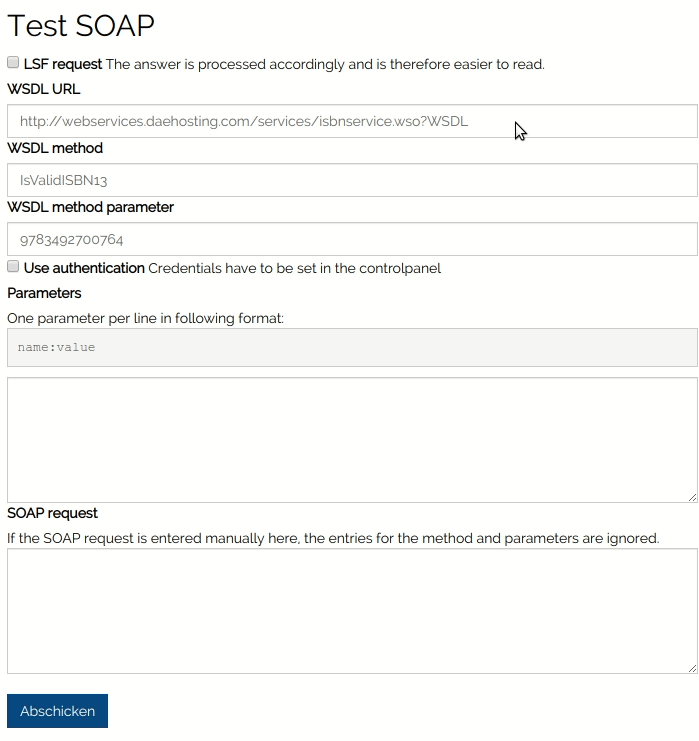 Test SOAP
LSF request The answer is processed accordingly and is therefore easier to read.
WSDL URL
http://webservices.daehosting.com/services/isbnservice.wso?WSDL
WSDL method
IsValidISBN13
WSDL method parameter
9783492700764
Use authentication Credentials have to be set in the controlpanel
Parameters
One parameter per line in following format:
name:value
SOAP request
If the SOAP request is entered manually here, the entries for the method and parameters are ignored.
Abschicken